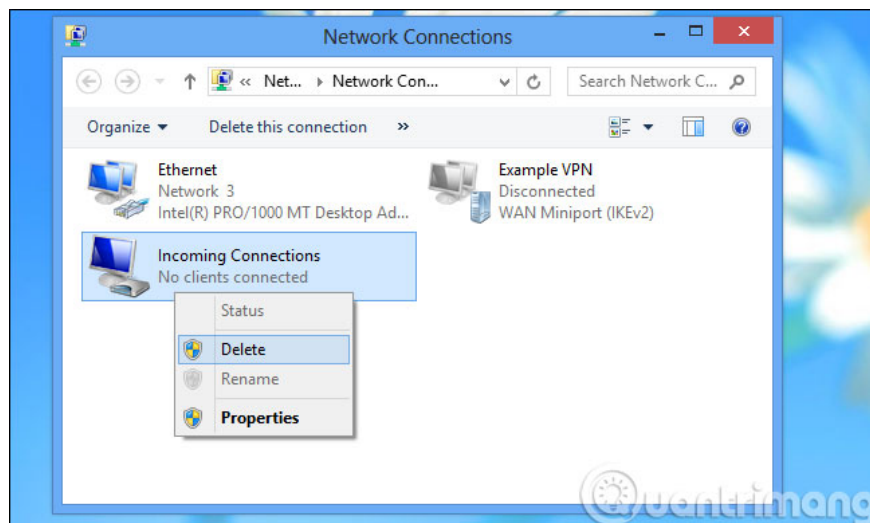 Network Connections
« Net... Network Con...
Search Network C...
Organize
Delete this connection
»
Ethernet
Network 3
Intel(R) PRO/1000 MT Desktop Ad...
Example VPN
Disconnected
WAN Miniport (IKEv2)
Incoming Connections
No clients connected
Status
Delete
Rename
Properties
Quantrimang